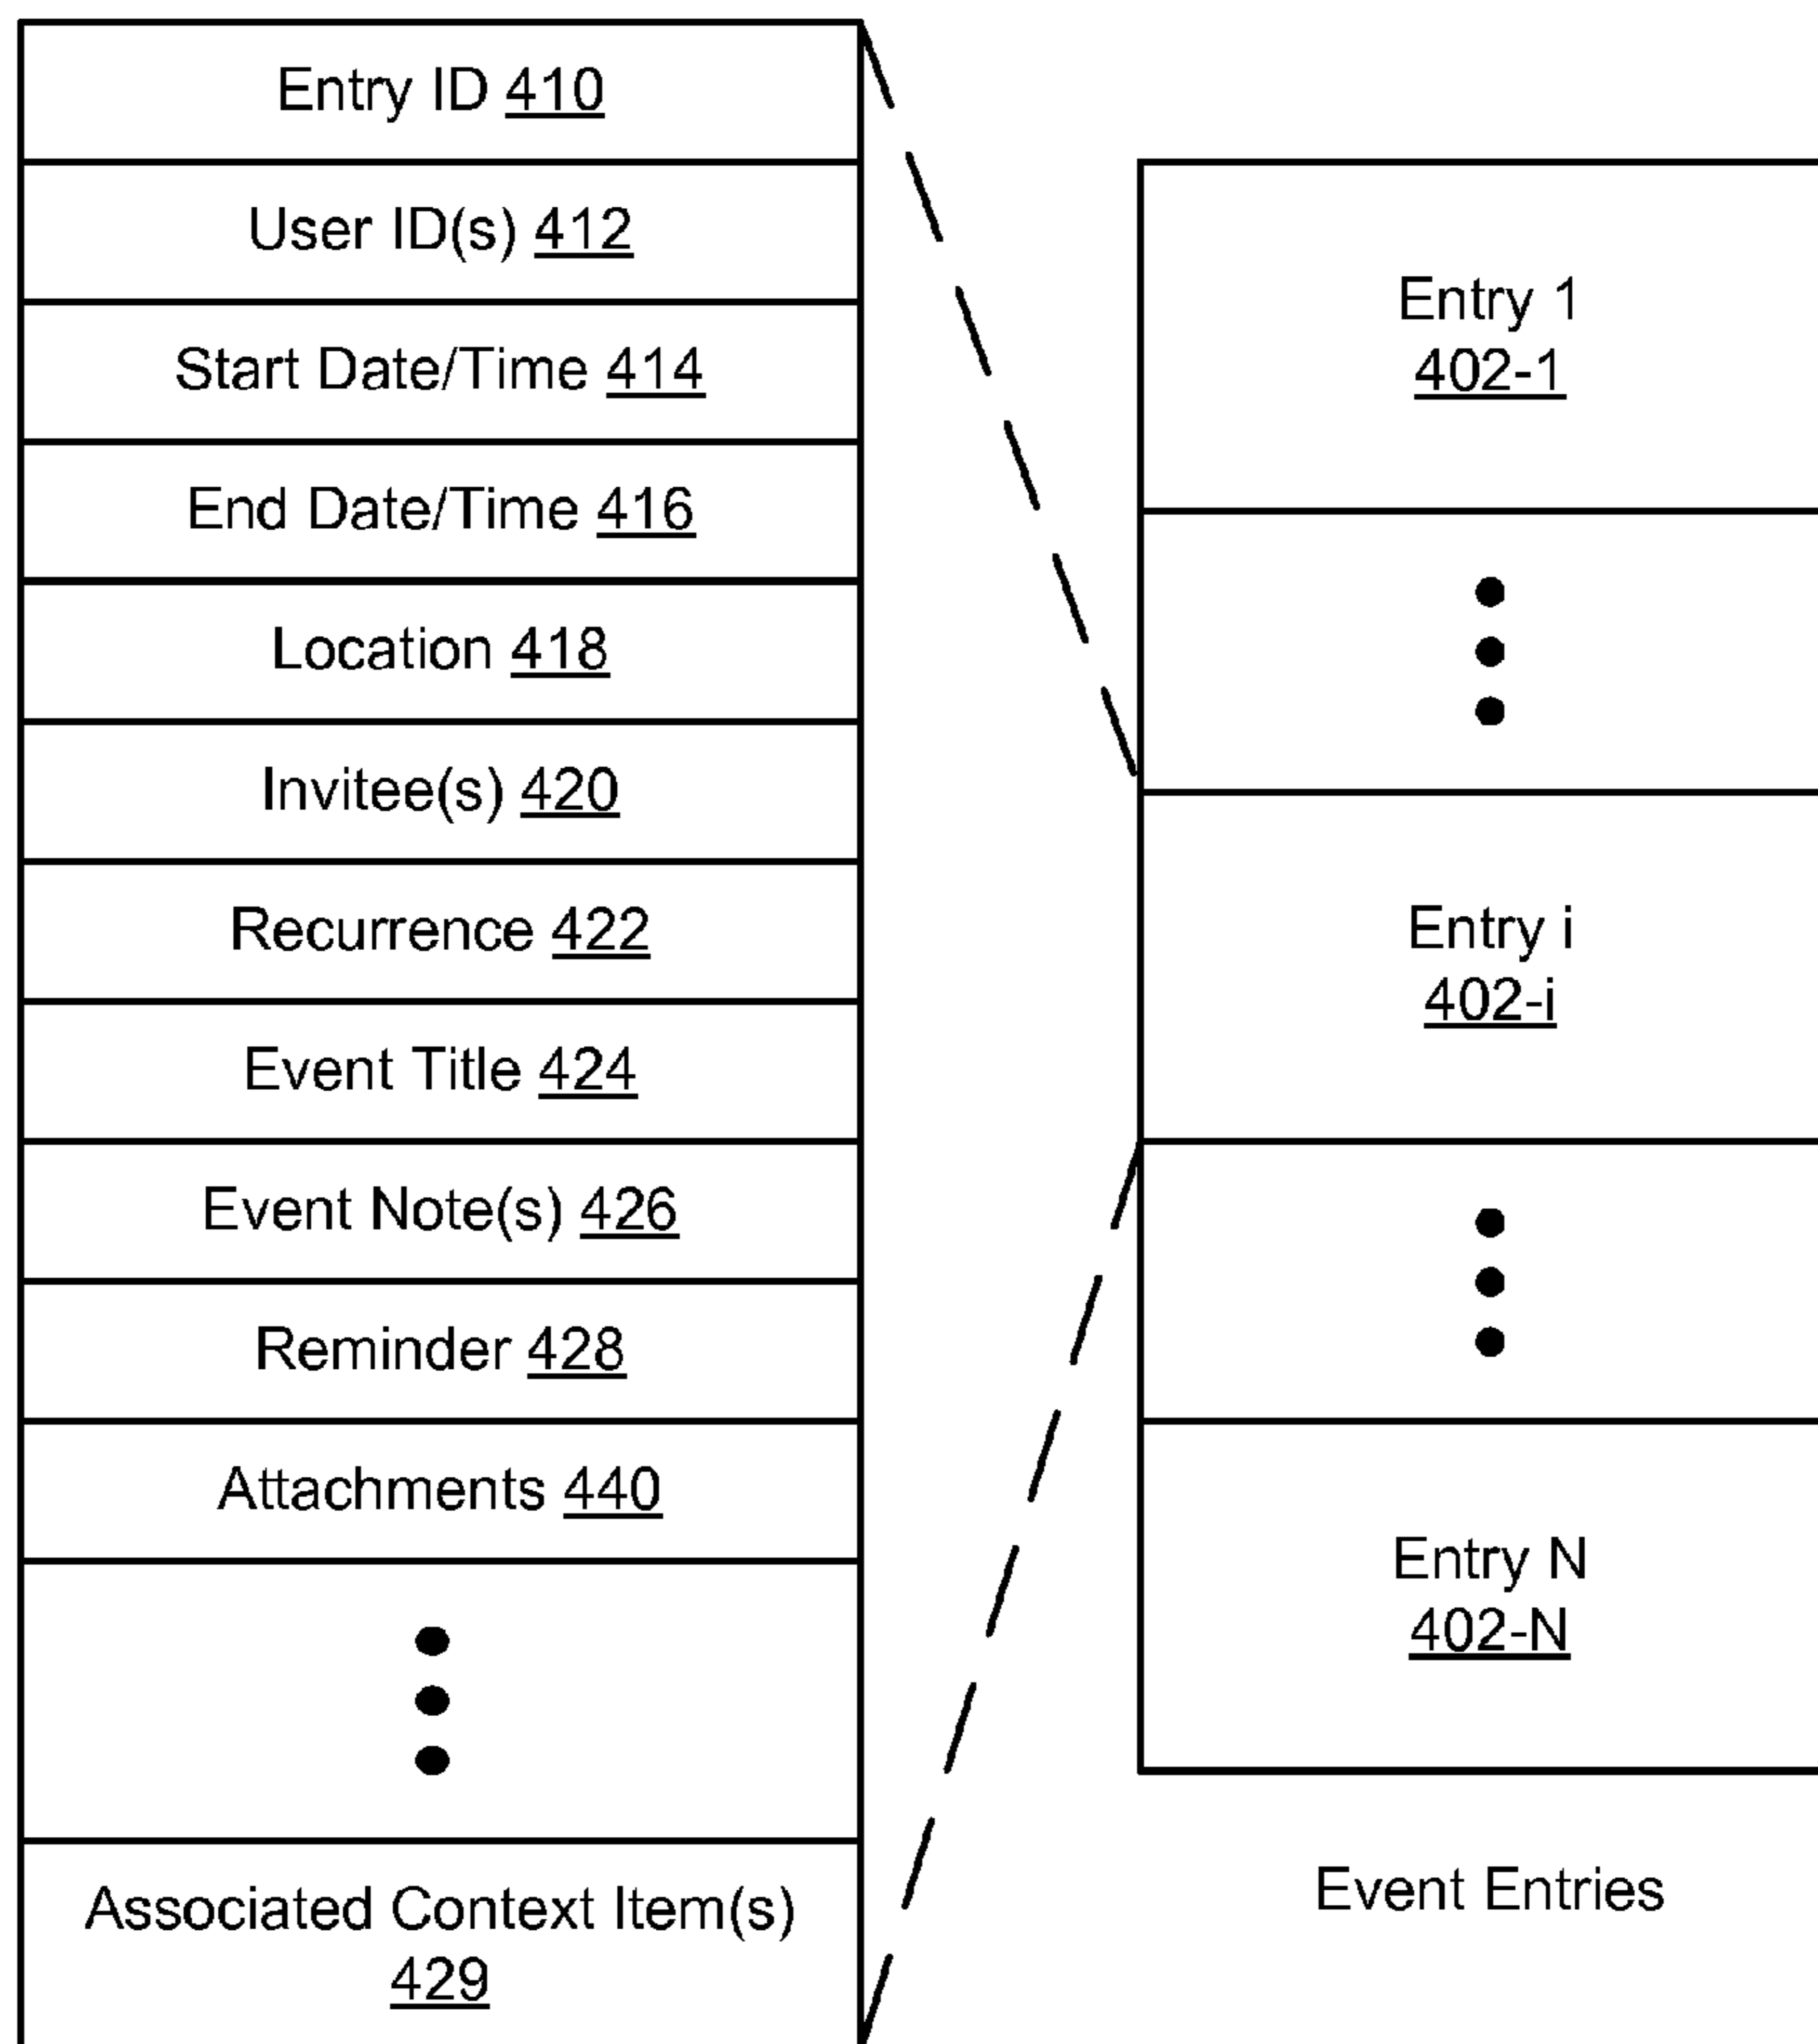 Entry ID 410
User ID(s) 412
Start Date/Time 414
End Date/Time 416
Location 418
Invitee(s) 420
Recurrence 422
Event Title 424
Event Note(s) 426
Reminder 428
Attachments 440
Associated Context Item(s)
429
Entry 1
402-1
Entry i
402-i
Entry N
402-N
Event Entries